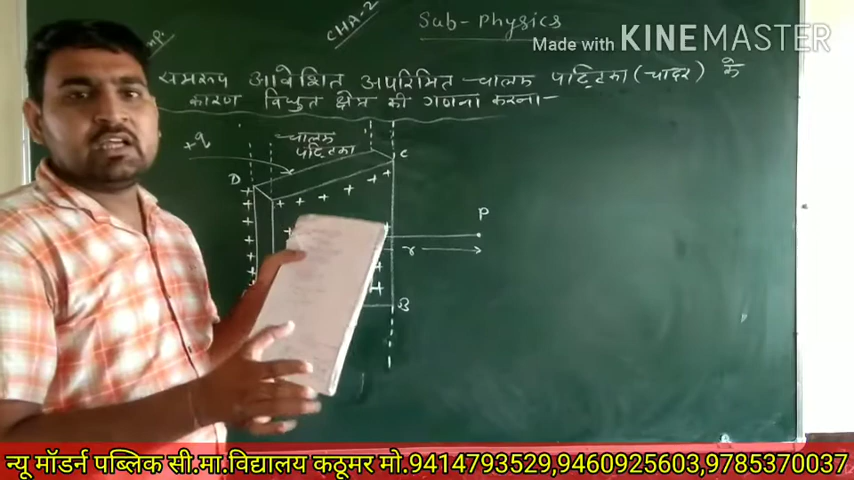 CHA-2
Sub-Physics
Made with KINEMASTER
समरूप आवेशित अपरिमित चालक पट्टिका (चादर) के
कारण विद्युत क्षेत्र की गणना करना-
+q
चालक
पट्टिका
C
D
P
r
B
न्यू मॉडर्न पब्लिक सी.मा.विद्यालय कठूमर मो.9414793529,9460925603,9785370037